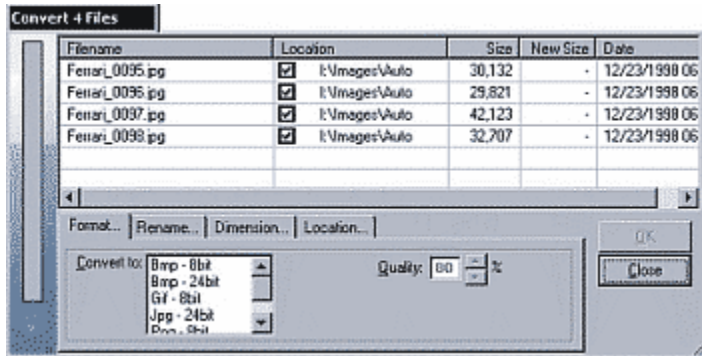 Convert 4 Files
Filename Location Size New Size Date
Ferrari_0095.jpg I:\Images\Auto 30,132 - 12/23/1998 06
Ferrari_0096.jpg I:\Images\Auto 29,821 - 12/23/1998 06
Ferrari_0097.jpg I:\Images\Auto 42,123 - 12/23/1998 06
Ferrari_0098.jpg I:\Images\Auto 32,707 - 12/23/1998 06
Format... Rename... Dimension... Location...
OK
Convert to: Bmp - 8bit Quality: 80 %
Close
Bmp - 24bit
Gif - 8bit
Jpg - 24bit
Png - 8bit